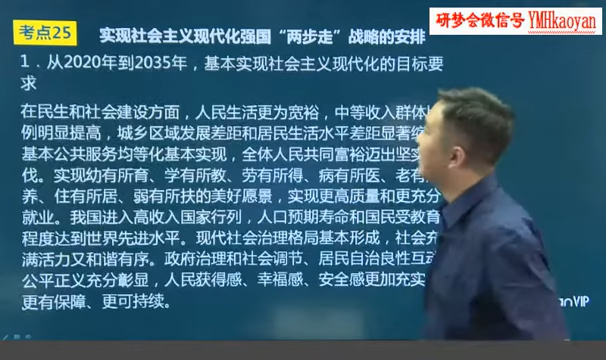 研梦会微信号YMHkaoyan
考点25
实现社会主义现代化强国“两步走”战略的安排
1．从2020年到2035年，基本实现社会主义现代化的目标要
求
在民生和社会建设方面，人民生活更为宽裕，中等收入群体
例明显提高，城乡区域发展差距和居民生活水平差距显著
基本公共服务均等化基本实现，全体人民共同富裕迈出坚
伐。实现幼有所育、学有所教、劳有所得、病有所医、老有
养、住有所居、弱有所扶的美好愿景，实现更高质量和更充分
就业。我国进入高收入国家行列，人口预期寿命和国民受教育
程度达到世界先进水平。现代社会治理格局基本形成，社会充
满活力又和谐有序。政府治理和社会调节、居民自治良性互动
公平正义充分彰显，人民获得感、幸福感、安全感更加充实
更有保障、更可持续。
VIP